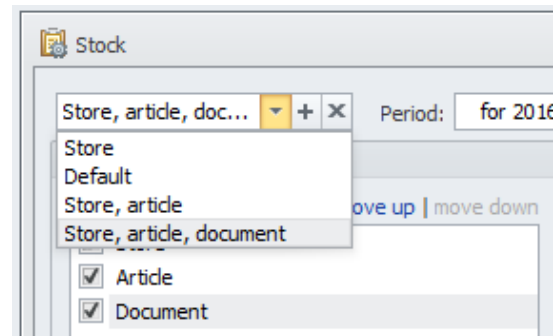 Stock
Store, article, doc... Period: for 2016
Store
Default
Store, article
ove up | move down
Store, article, document
Article
Document